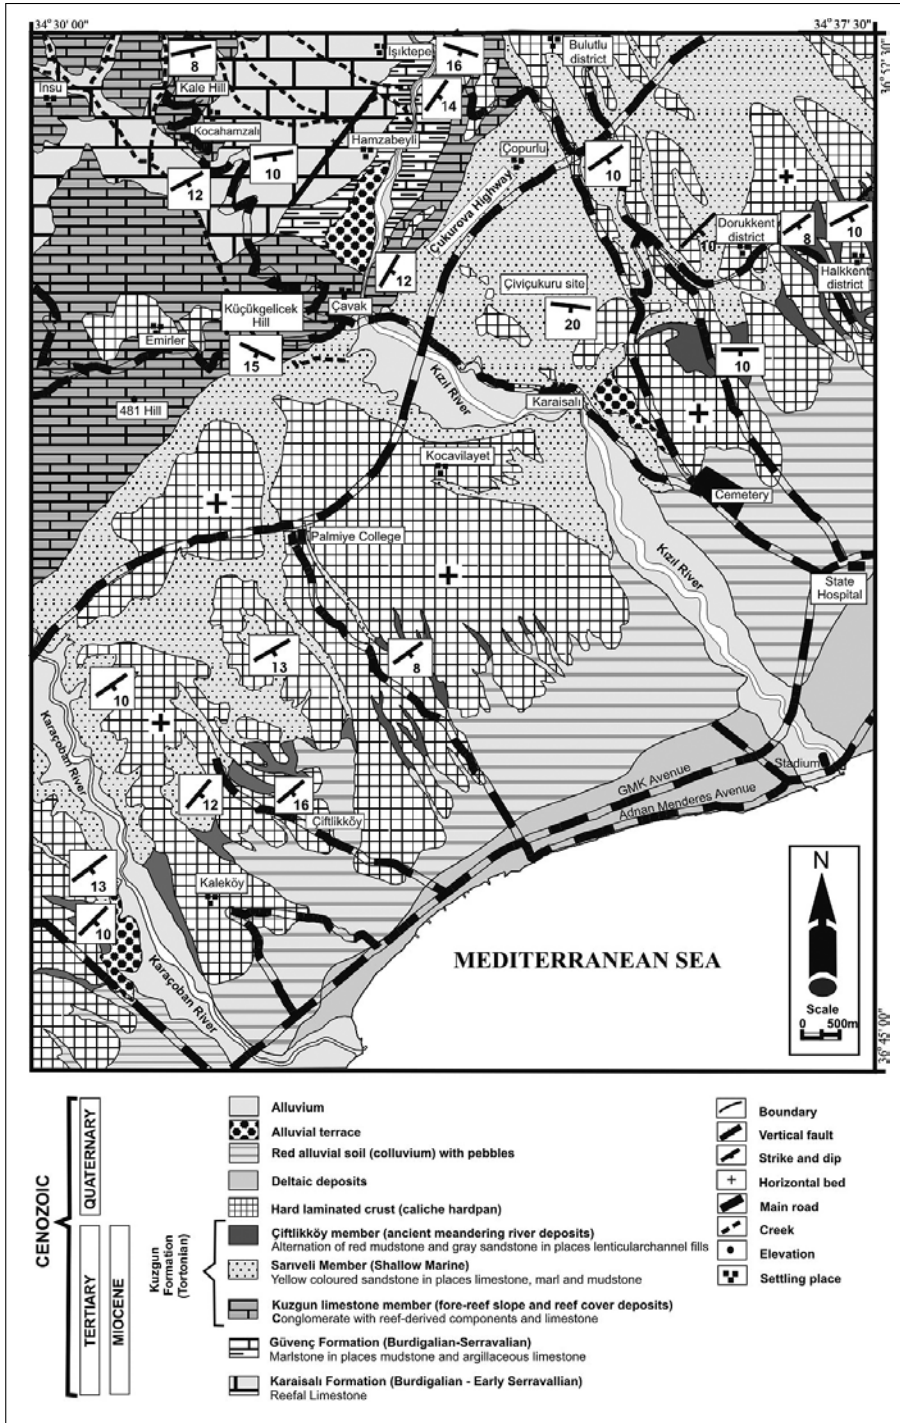 34° 30' 00"
34° 37' 30"
36° 52' 30"
Işıktepe
Bulutlu
district
8
16
İnsu
Kale Hill
14
Kocahamzalı
Hamzabeyli
Çopurlu
10
12
10
Çukurova Highway
Dorukkent
district
10
8
10
Halkkent
district
12
Çiviçukuru site
20
Küçükgelicek
Hill
Çavak
Emirler
15
10
Kızıl River
Karaisalı
481 Hill
Kocavilayet
Cemetery
Palmiye College
Kızıl River
State
Hospital
13
8
10
Karaçoban River
12
16
Çiftlikköy
GMK Avenue
Stadium
Adnan Menderes Avenue
13
Kaleköy
10
Karaçoban River
MEDITERRANEAN SEA
N
Scale
0 500m
36° 45' 00"
CENOZOIC
QUATERNARY
TERTIARY
MIOCENE
Kuzgun
Formation
(Tortonian)
Alluvium
Alluvial terrace
Red alluvial soil (colluvium) with pebbles
Deltaic deposits
Hard laminated crust (caliche hardpan)
Çiftlikköy member (ancient meandering river deposits)
Alternation of red mudstone and gray sandstone in places lenticularchannel fills
Sarıveli Member (Shallow Marine)
Yellow coloured sandstone in places limestone, marl and mudstone
Kuzgun limestone member (fore-reef slope and reef cover deposits)
Conglomerate with reef-derived components and limestone
Güvenç Formation (Burdigalian-Serravalian)
Marlstone in places mudstone and argillaceous limestone
Karaisalı Formation (Burdigalian - Early Serravallian)
Reefal Limestone
Boundary
Vertical fault
Strike and dip
Horizontal bed
Main road
Creek
Elevation
Settling place